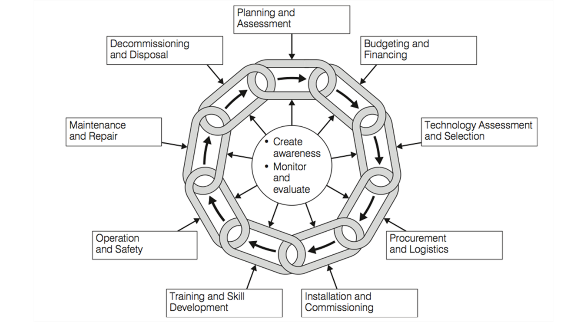 Planning and
Assessment
Decommissioning
and Disposal
Budgeting and
Financing
Maintenance
and Repair
• Create
awareness
• Monitor
and
evaluate
Technology Assessment
and Selection
Operation
and Safety
Procurement
and Logistics
Training and Skill
Development
Installation and
Commissioning